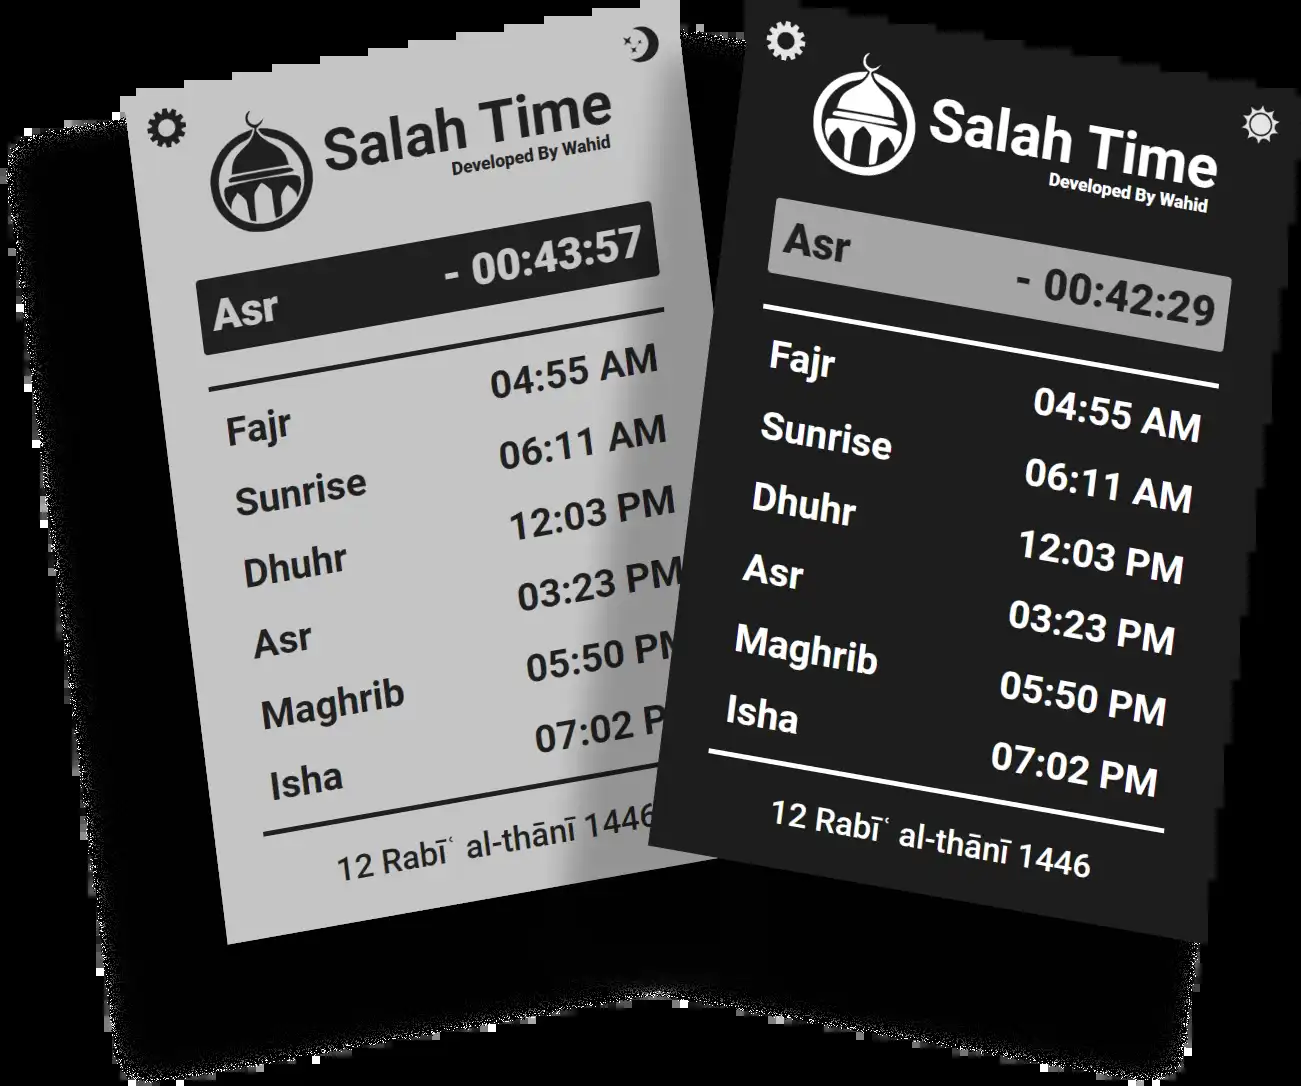 Salah Time
Developed By Wahid
Asr - 00:43:57
Fajr 04:55 AM
Sunrise 06:11 AM
Dhuhr 12:03 PM
Asr 03:23 PM
Maghrib 05:50 PM
Isha 07:02 P
12 Rabīʿ al-thānī 1446
Salah Time
Developed By Wahid
Asr - 00:42:29
Fajr 04:55 AM
Sunrise 06:11 AM
Dhuhr 12:03 PM
Asr 03:23 PM
Maghrib 05:50 PM
Isha 07:02 PM
12 Rabīʿ al-thānī 1446